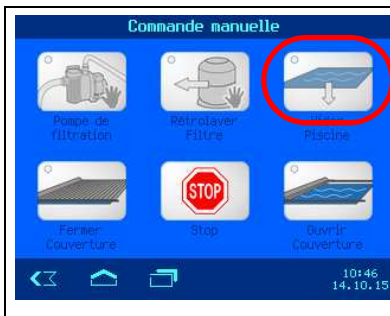 Commande manuelle
Pompe de
filtration
Rétrolaver
Filtre
Vider
Piscine
STOP
Fermer
Couverture
Stop
Ouvrir
Couverture
10:46
14.10.15